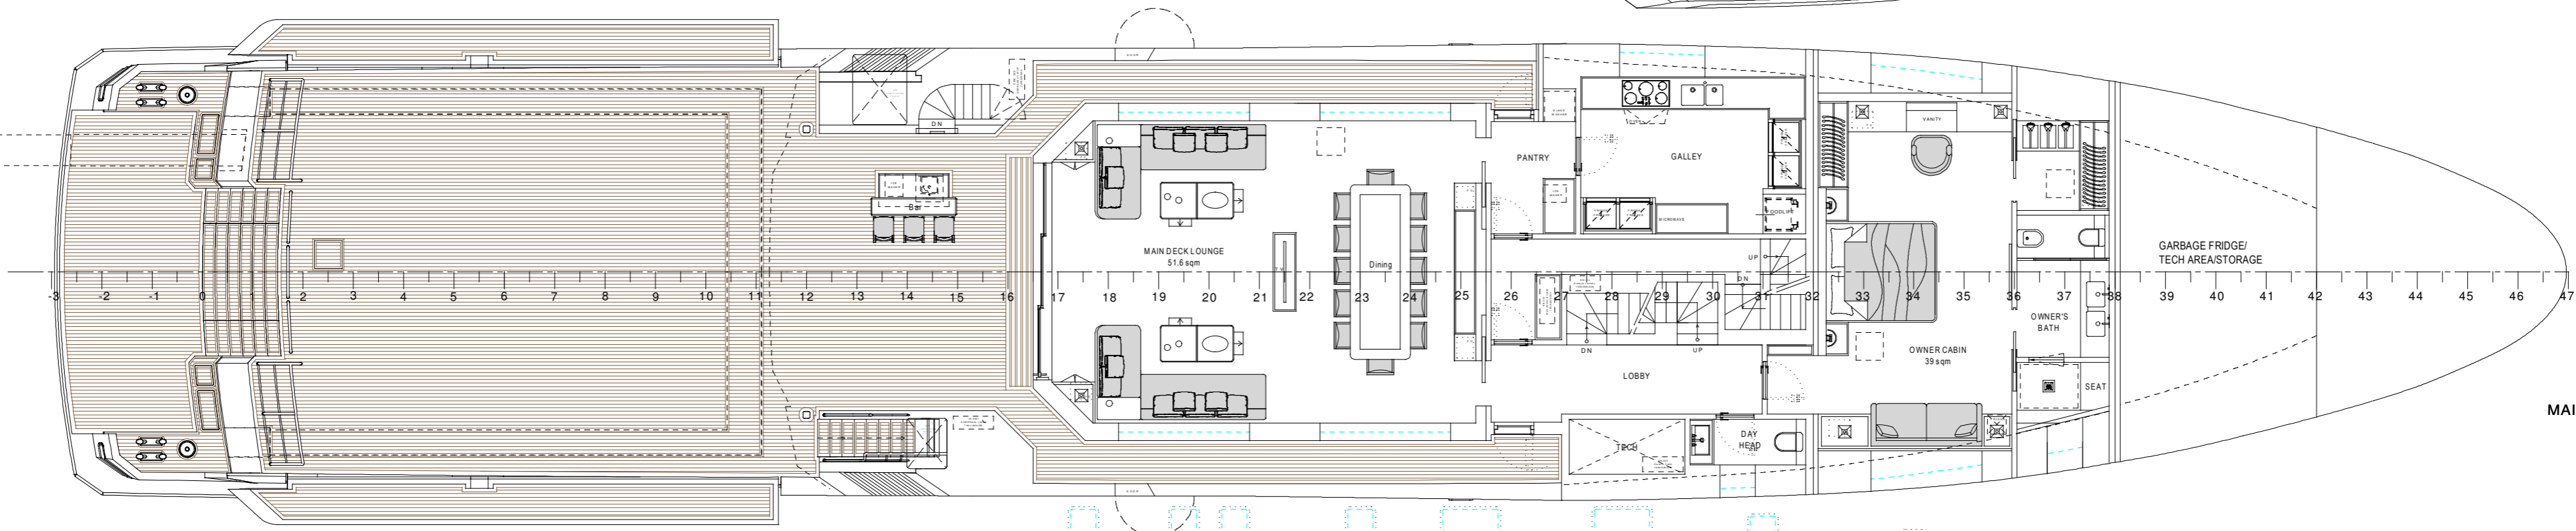 DN
VANITY
PANTRY
GALLEY
Bar
MICROWAVE
MAIN DECK LOUNGE
51.6 sqm
TV
Dining
UP
DN
GARBAGE FRIDGE/
TECH AREA/STORAGE
-3 -2 -1 0 1 2 3 4 5 6 7 8 9 10 11 12 13 14 15 16 17 18 19 20 21 22 23 24 25 26 27 28 29 30 31 32 33 34 35 36 37 38 39 40 41 42 43 44 45 46 47
OWNER'S
BATH
DN
UP
OWNER CABIN
39 sqm
LOBBY
SEAT
MAI
TECH
DAY
HEAD